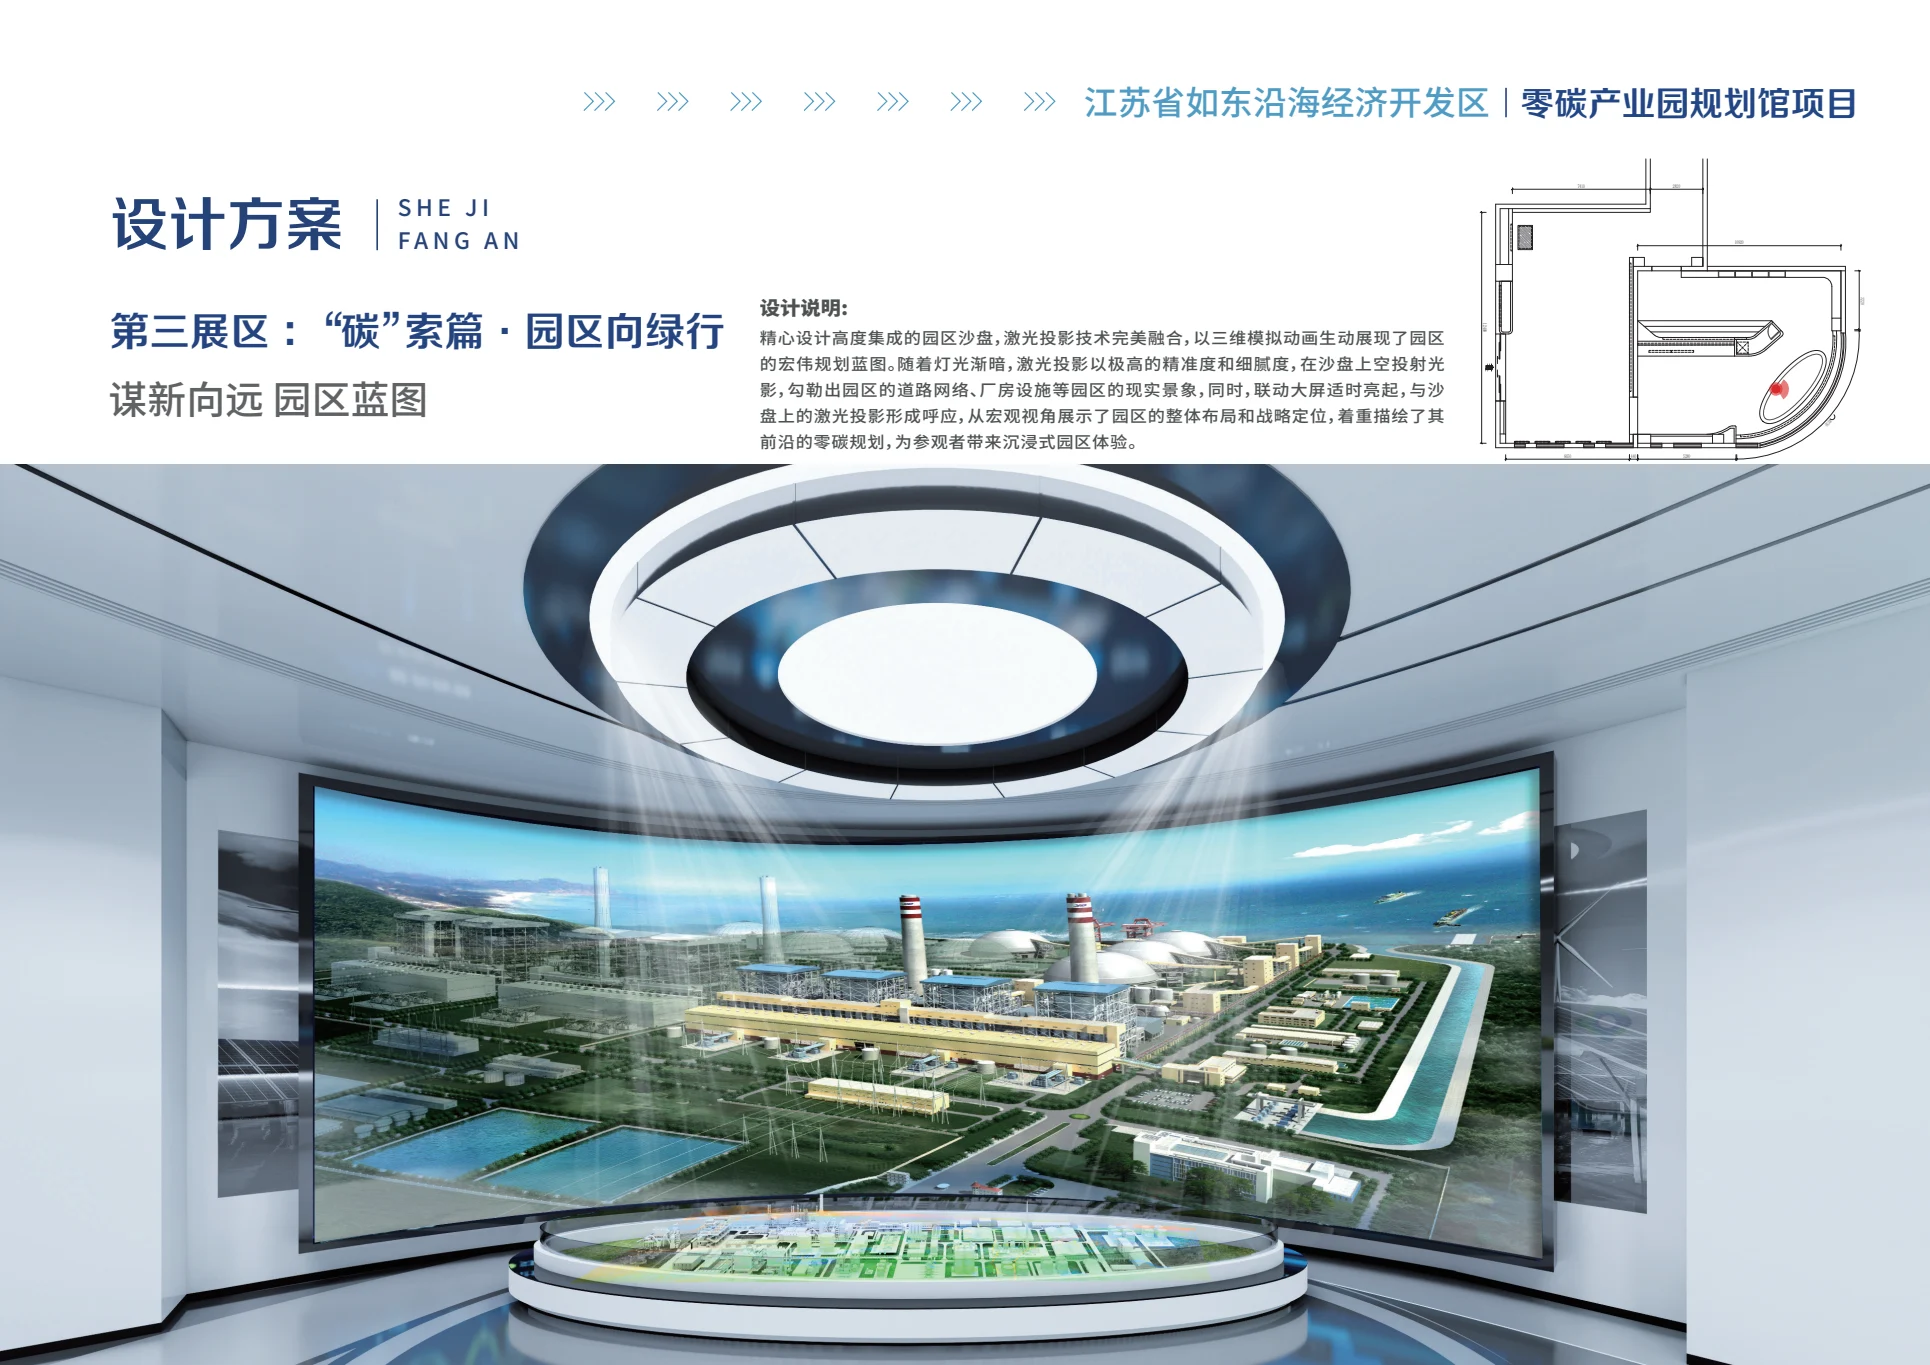 江苏省如东沿海经济开发区|零碳产业园规划馆项目
设计方案
SHE JI
FANG AN
第三展区：“碳”索篇·园区向绿行
谋新向远 园区蓝图
设计说明:
精心设计高度集成的园区沙盘,激光投影技术完美融合,以三维模拟动画生动展现了园区
的宏伟规划蓝图。随着灯光渐暗,激光投影以极高的精准度和细腻度,在沙盘上空投射光
影,勾勒出园区的道路网络、厂房设施等园区的现实景象,同时,联动大屏适时亮起,与沙
盘上的激光投影形成呼应,从宏观视角展示了园区的整体布局和战略定位,着重描绘了其
前沿的零碳规划,为参观者带来沉浸式园区体验。